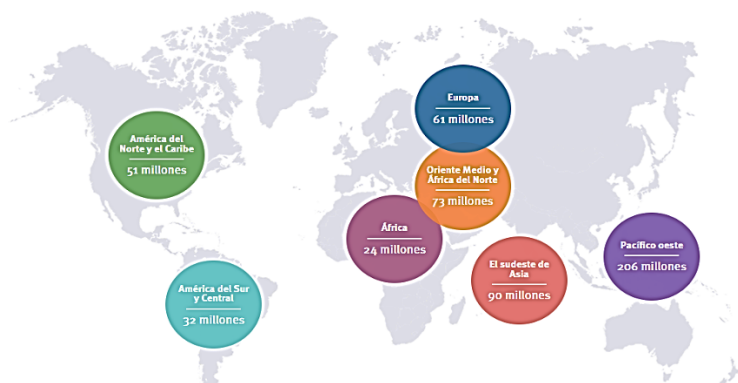 Europa
61 millones
América del
Norte y el Caribe
51 millones
Oriente Medio y
África del Norte
73 millones
África
24 millones
Pacífico oeste
206 millones
El sudeste de
Asia
90 millones
América del Sur
y Central
32 millones